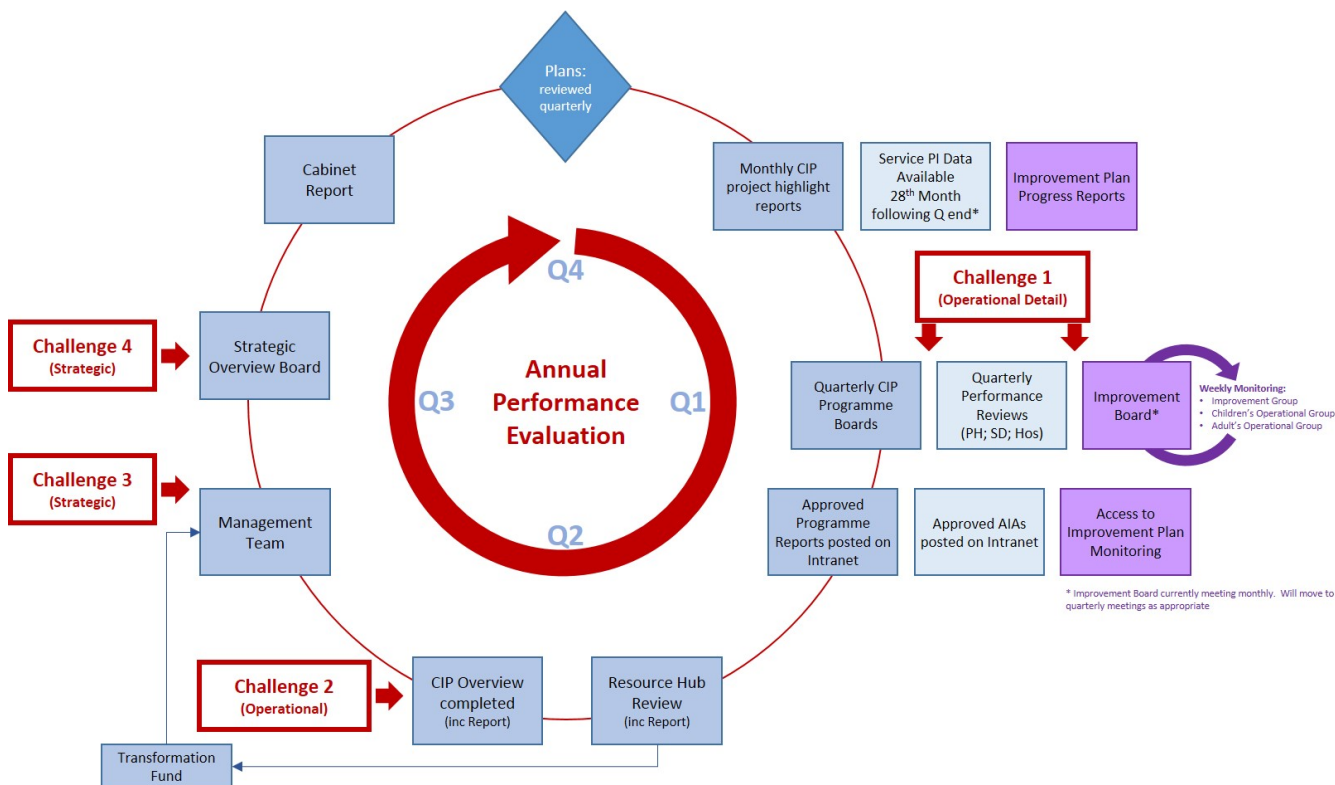 Plans:
reviewed
quarterly
Cabinet
Report
Monthly CIP
project highlight
reports
Service PI Data
Available
28th Month
following Q end*
Improvement Plan
Progress Reports
Challenge 1
(Operational Detail)
Q4
Q3
Annual
Performance
Evaluation
Q1
Q2
Challenge 4
(Strategic)
Strategic
Overview Board
Quarterly CIP
Programme
Boards
Quarterly
Performance
Reviews
(PH; SD; Hos)
Improvement
Board*
Weekly Monitoring:
• Improvement Group
• Children's Operational Group
• Adult's Operational Group
Challenge 3
(Strategic)
Management
Team
Approved
Programme
Reports posted on
Intranet
Approved AIAs
posted on Intranet
Access to
Improvement Plan
Monitoring
* Improvement Board currently meeting monthly. Will move to
quarterly meetings as appropriate
Challenge 2
(Operational)
CIP Overview
completed
(inc Report)
Resource Hub
Review
(inc Report)
Transformation
Fund